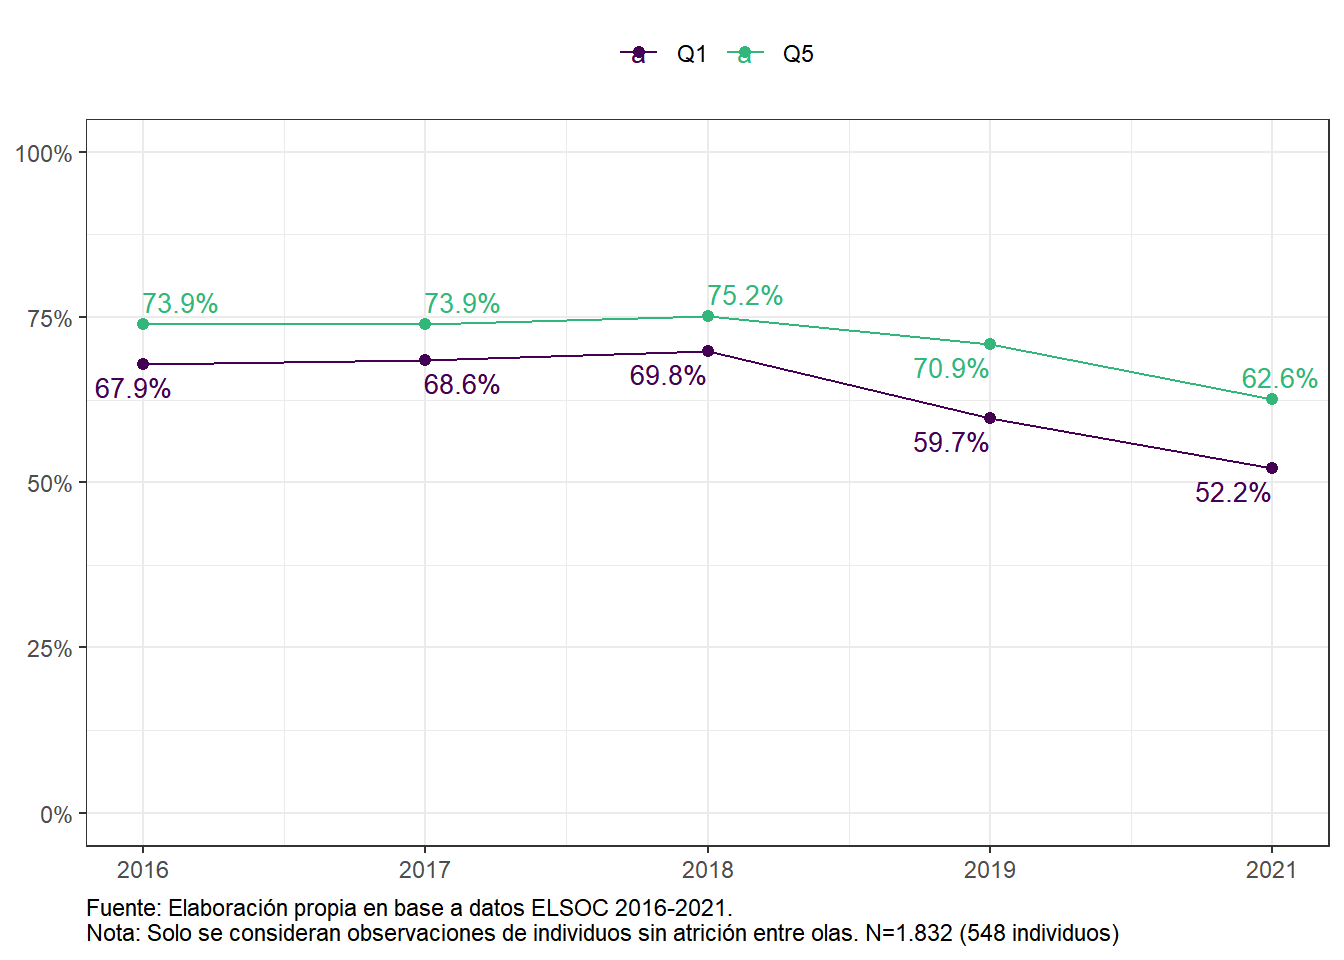 a Q1 a Q5
100%
75%
50%
25%
0%
73.9% 73.9% 75.2% 70.9% 62.6%
67.9% 68.6% 69.8% 59.7% 52.2%
2016 2017 2018 2019 2021
Fuente: Elaboración propia en base a datos ELSOC 2016-2021.
Nota: Solo se consideran observaciones de individuos sin atrición entre olas. N=1.832 (548 individuos)